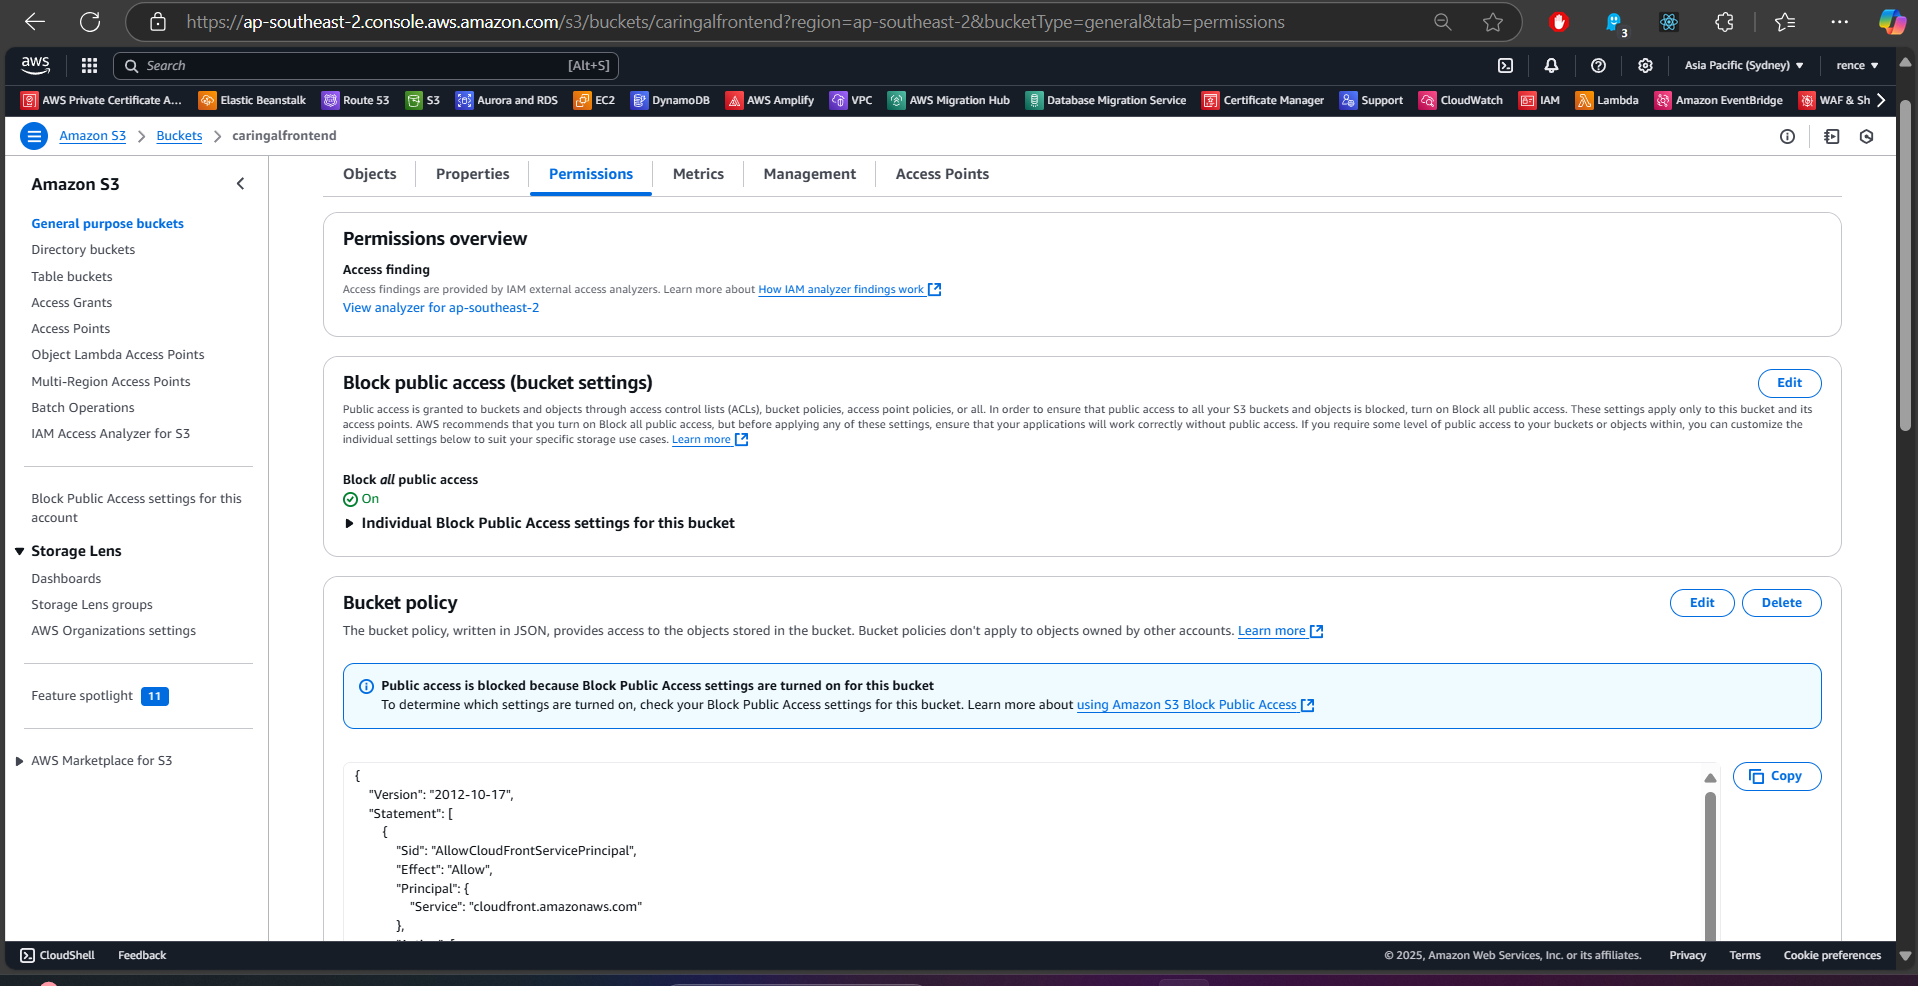 https://ap-southeast-2.console.aws.amazon.com/s3/buckets/caringalfrontend?region=ap-southeast-2&bucketType=general&tab=permissions
3
aws
Search
[Alt+S]
Asia Pacific (Sydney)
rence
AWS Private Certificate A...
Elastic Beanstalk
Route 53
S3
Aurora and RDS
EC2
DynamoDB
AWS Amplify
VPC
AWS Migration Hub
Database Migration Service
Certificate Manager
Support
CloudWatch
IAM
Lambda
Amazon EventBridge
WAF & Sh
Amazon S3
Buckets
caringalfrontend
Amazon S3
General purpose buckets
Directory buckets
Table buckets
Access Grants
Access Points
Object Lambda Access Points
Multi-Region Access Points
Batch Operations
IAM Access Analyzer for S3
Block Public Access settings for this
account
Storage Lens
Dashboards
Storage Lens groups
AWS Organizations settings
Feature spotlight 11
AWS Marketplace for S3
Objects
Properties
Permissions
Metrics
Management
Access Points
Permissions overview
Access finding
Access findings are provided by IAM external access analyzers. Learn more about How IAM analyzer findings work
View analyzer for ap-southeast-2
Block public access (bucket settings)
Edit
Public access is granted to buckets and objects through access control lists (ACLs), bucket policies, access point policies, or all. In order to ensure that public access to all your S3 buckets and objects is blocked, turn on Block all public access. These settings apply only to this bucket and its
access points. AWS recommends that you turn on Block all public access, but before applying any of these settings, ensure that your applications will work correctly without public access. If you require some level of public access to your buckets or objects within, you can customize the
individual settings below to suit your specific storage use cases. Learn more
Block all public access
On
Individual Block Public Access settings for this bucket
Bucket policy
Edit
Delete
The bucket policy, written in JSON, provides access to the objects stored in the bucket. Bucket policies don't apply to objects owned by other accounts. Learn more
Public access is blocked because Block Public Access settings are turned on for this bucket
To determine which settings are turned on, check your Block Public Access settings for this bucket. Learn more about using Amazon S3 Block Public Access
Copy
{
"Version": "2012-10-17",
"Statement": [
{
"Sid": "AllowCloudFrontServicePrincipal",
"Effect": "Allow",
"Principal": {
"Service": "cloudfront.amazonaws.com"
},
CloudShell
Feedback
© 2025, Amazon Web Services, Inc. or its affiliates.
Privacy
Terms
Cookie preferences